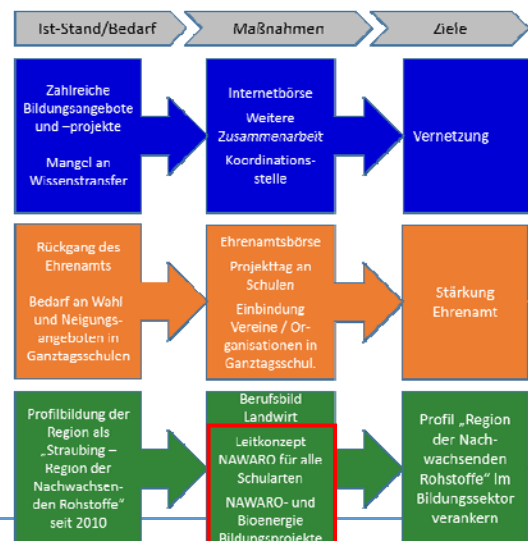 Ist-Stand/Bedarf
Maßnahmen
Ziele
Zahlreiche
Bildungsangebote
und –projekte
Mangel an
Wissenstransfer
Internetbörse
Weitere
Zusammenarbeit
Koordinations-
stelle
Vernetzung
Rückgang des
Ehrenamts
Bedarf an Wahl
und Neigungs-
angeboten in
Ganztagsschulen
Ehrenamtsbörse
Projekttag an
Schulen
Einbindung
Vereine / Or-
ganisationen in
Ganztagsschul.
Stärkung
Ehrenamt
Profilbildung der
Region als
„Straubing –
Region der
Nachwachsen-
den Rohstoffe“
seit 2010
Berufsbild
Landwirt
Leitkonzept
NAWARO für alle
Schularten
NAWARO- und
Bioenergie
Bildungsprojekte
Profil „Region
der Nach-
wachsenden
Rohstoffe“ im
Bildungssektor
verankern